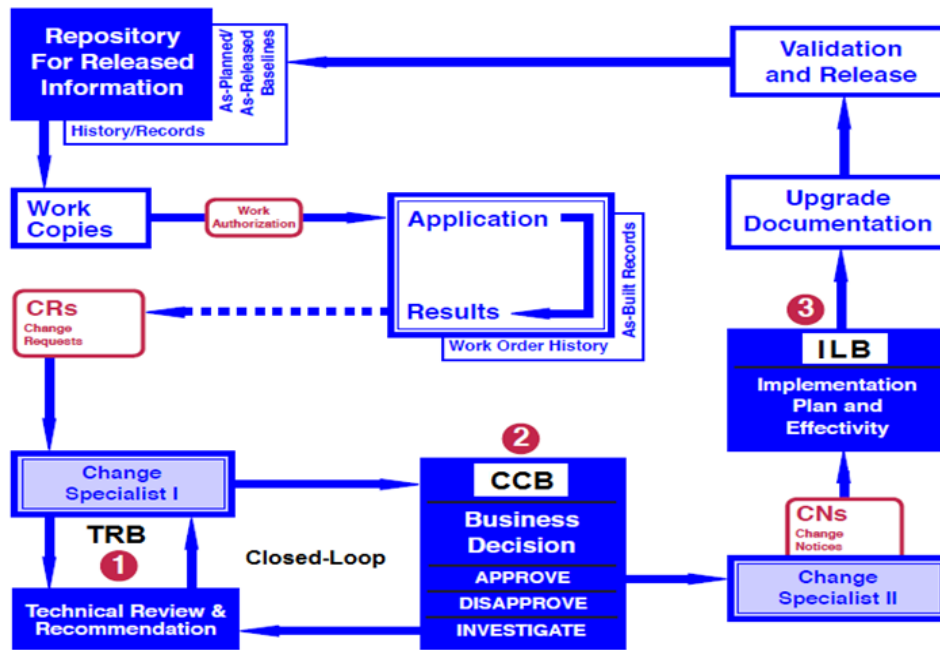 Repository
For Released
Information
As-Planned/
As-Released
Baselines
History/Records
Validation
and Release
Work
Copies
Work
Authorization
Application
Results
As-Built Records
Work Order History
Upgrade
Documentation
CRs
Change
Requests
3
ILB
Implementation
Plan and
Effectivity
2
CCB
Business
Decision
APPROVE
DISAPPROVE
INVESTIGATE
Change
Specialist I
TRB
1
Closed-Loop
Technical Review &
Recommendation
CNs
Change
Notices
Change
Specialist II